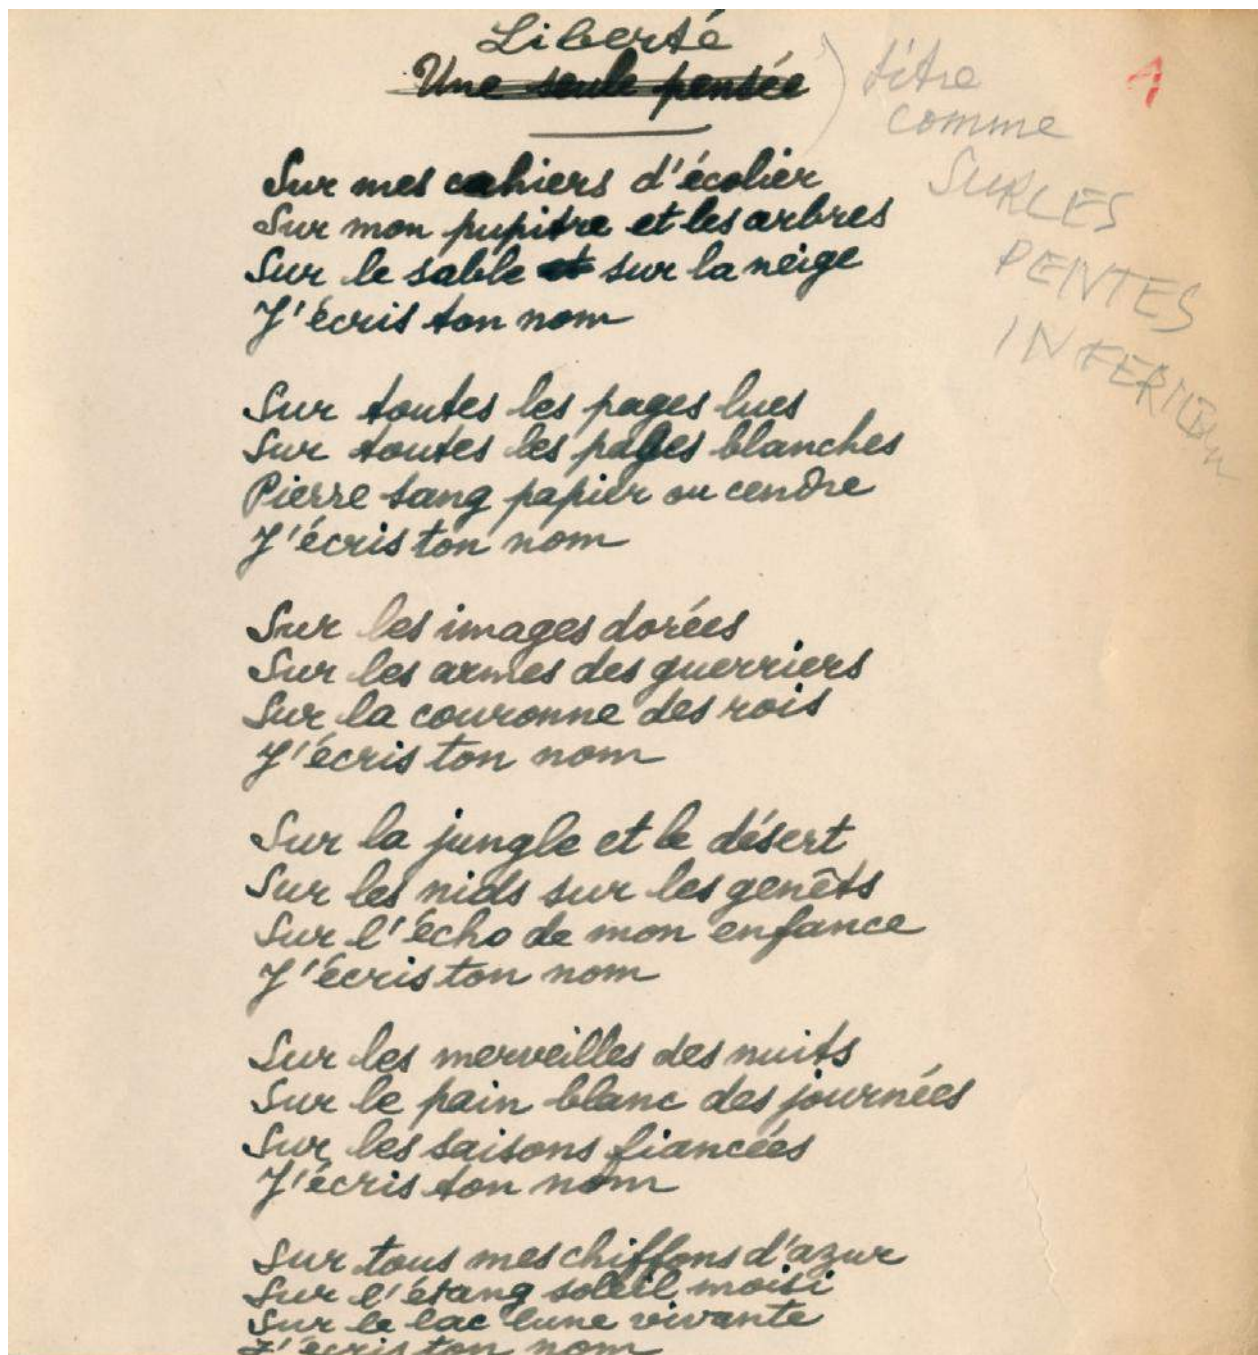 Liberté
Une seule pensée
titre
comme
SUR LES
PENTES
INFERIEURES
1
Sur mes cahiers d'écolier
Sur mon pupitre et les arbres
Sur le sable et sur la neige
J'écris ton nom
Sur toutes les pages lues
Sur toutes les pages blanches
Pierre sang papier ou cendre
J'écris ton nom
Sur les images dorées
Sur les armes des guerriers
Sur la couronne des rois
J'écris ton nom
Sur la jungle et le désert
Sur les nids sur les genêts
Sur l'écho de mon enfance
J'écris ton nom
Sur les merveilles des nuits
Sur le pain blanc des journées
Sur les saisons fiancées
J'écris ton nom
Sur tous mes chiffons d'azur
Sur l'étang soleil moisi
Sur le lac lune vivante
J'écris ton nom